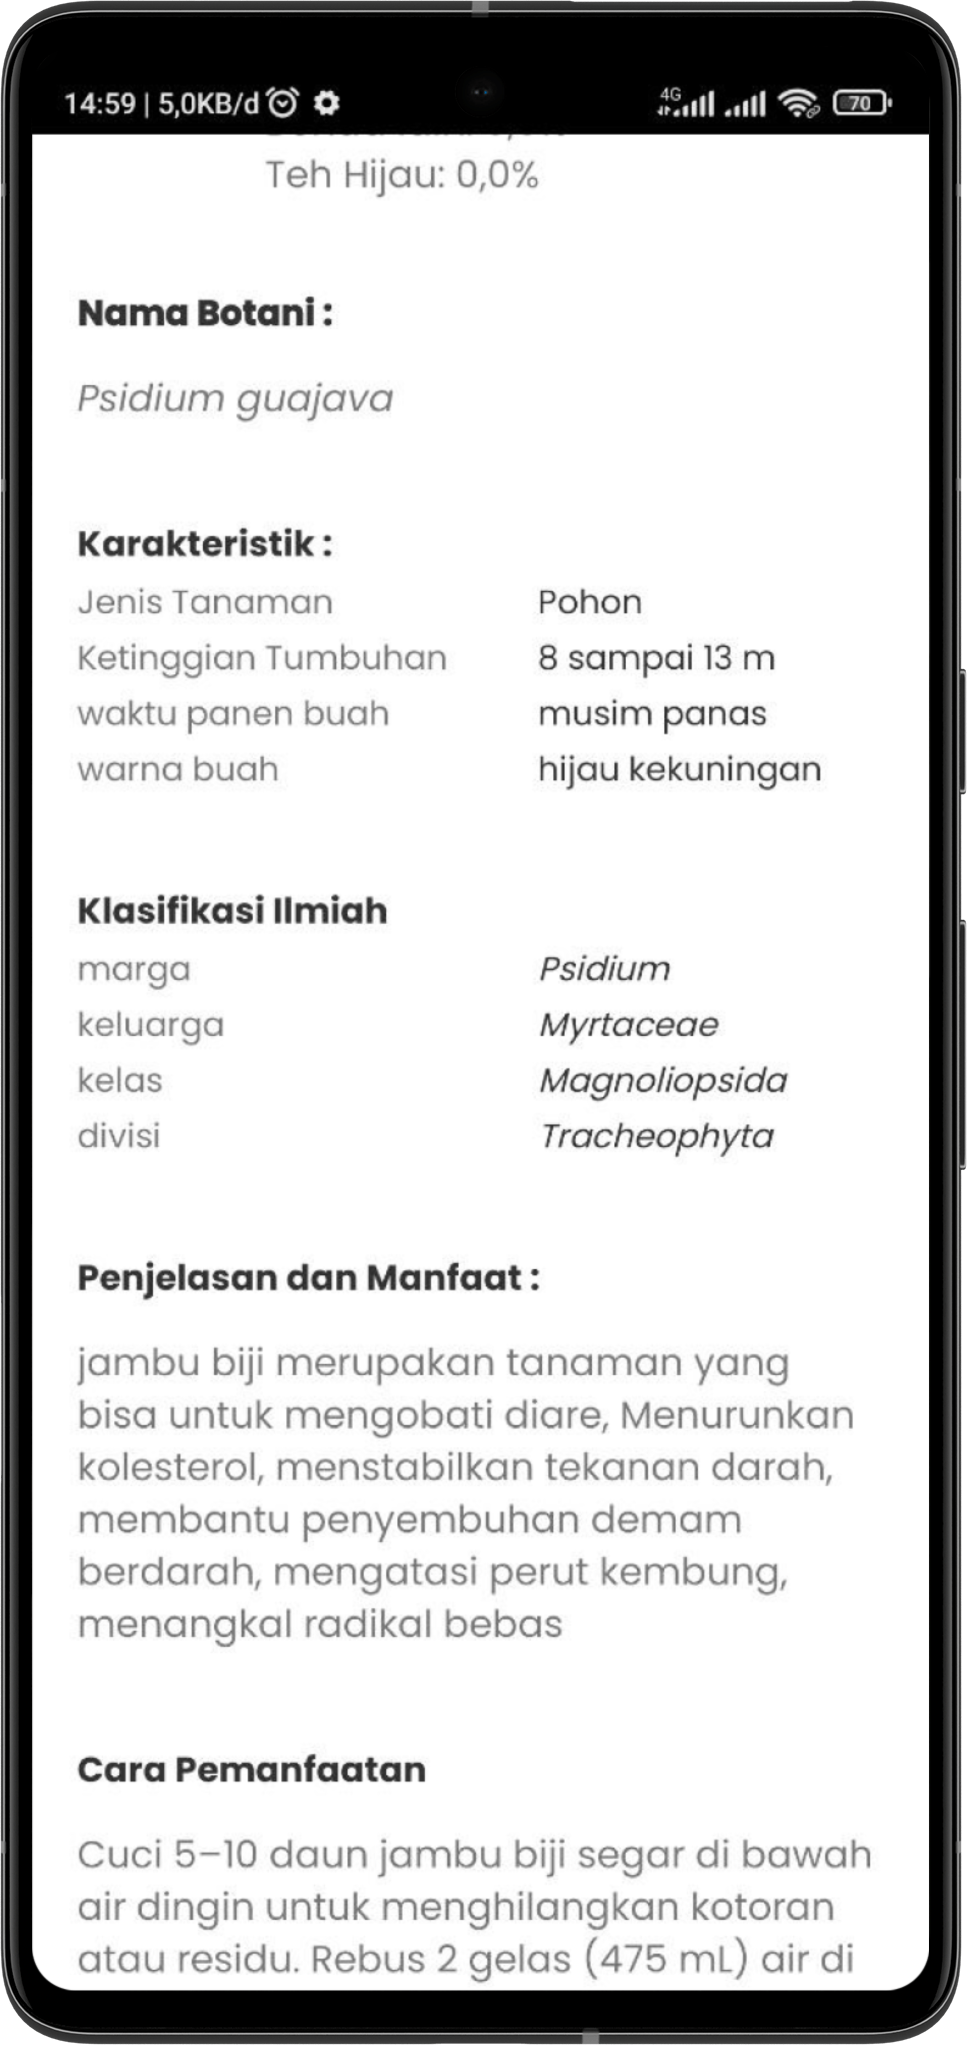 14:59 | 5,0KB/d
4G
70
Teh Hijau: 0,0%
Nama Botani :
Psidium guajava
Karakteristik :
Jenis Tanaman Pohon
Ketinggian Tumbuhan 8 sampai 13 m
waktu panen buah musim panas
warna buah hijau kekuningan
Klasifikasi Ilmiah
marga Psidium
keluarga Myrtaceae
kelas Magnoliopsida
divisi Tracheophyta
Penjelasan dan Manfaat :
jambu biji merupakan tanaman yang
bisa untuk mengobati diare, Menurunkan
kolesterol, menstabilkan tekanan darah,
membantu penyembuhan demam
berdarah, mengatasi perut kembung,
menangkal radikal bebas
Cara Pemanfaatan
Cuci 5–10 daun jambu biji segar di bawah
air dingin untuk menghilangkan kotoran
atau residu. Rebus 2 gelas (475 mL) air di